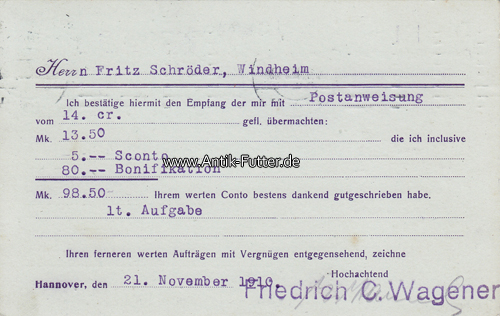 Herrn Fritz Schröder, Windheim
Ich bestätige hiermit den Empfang der mir mit Postanweisung
vom 14. cr. gefl. übermachten:
Mk. 13.50 die ich inclusive
5.-- Sconto
www.Antik-Futter.de
80.-- Bonifikation
Mk. 98.50 Ihrem werten Conto bestens dankend gutgeschrieben habe.
lt. Aufgabe
Ihren ferneren werten Aufträgen mit Vergnügen entgegensehend, zeichne
Hochachtend
Hannover, den 21. November 1910.
Friedrich C. Wagener